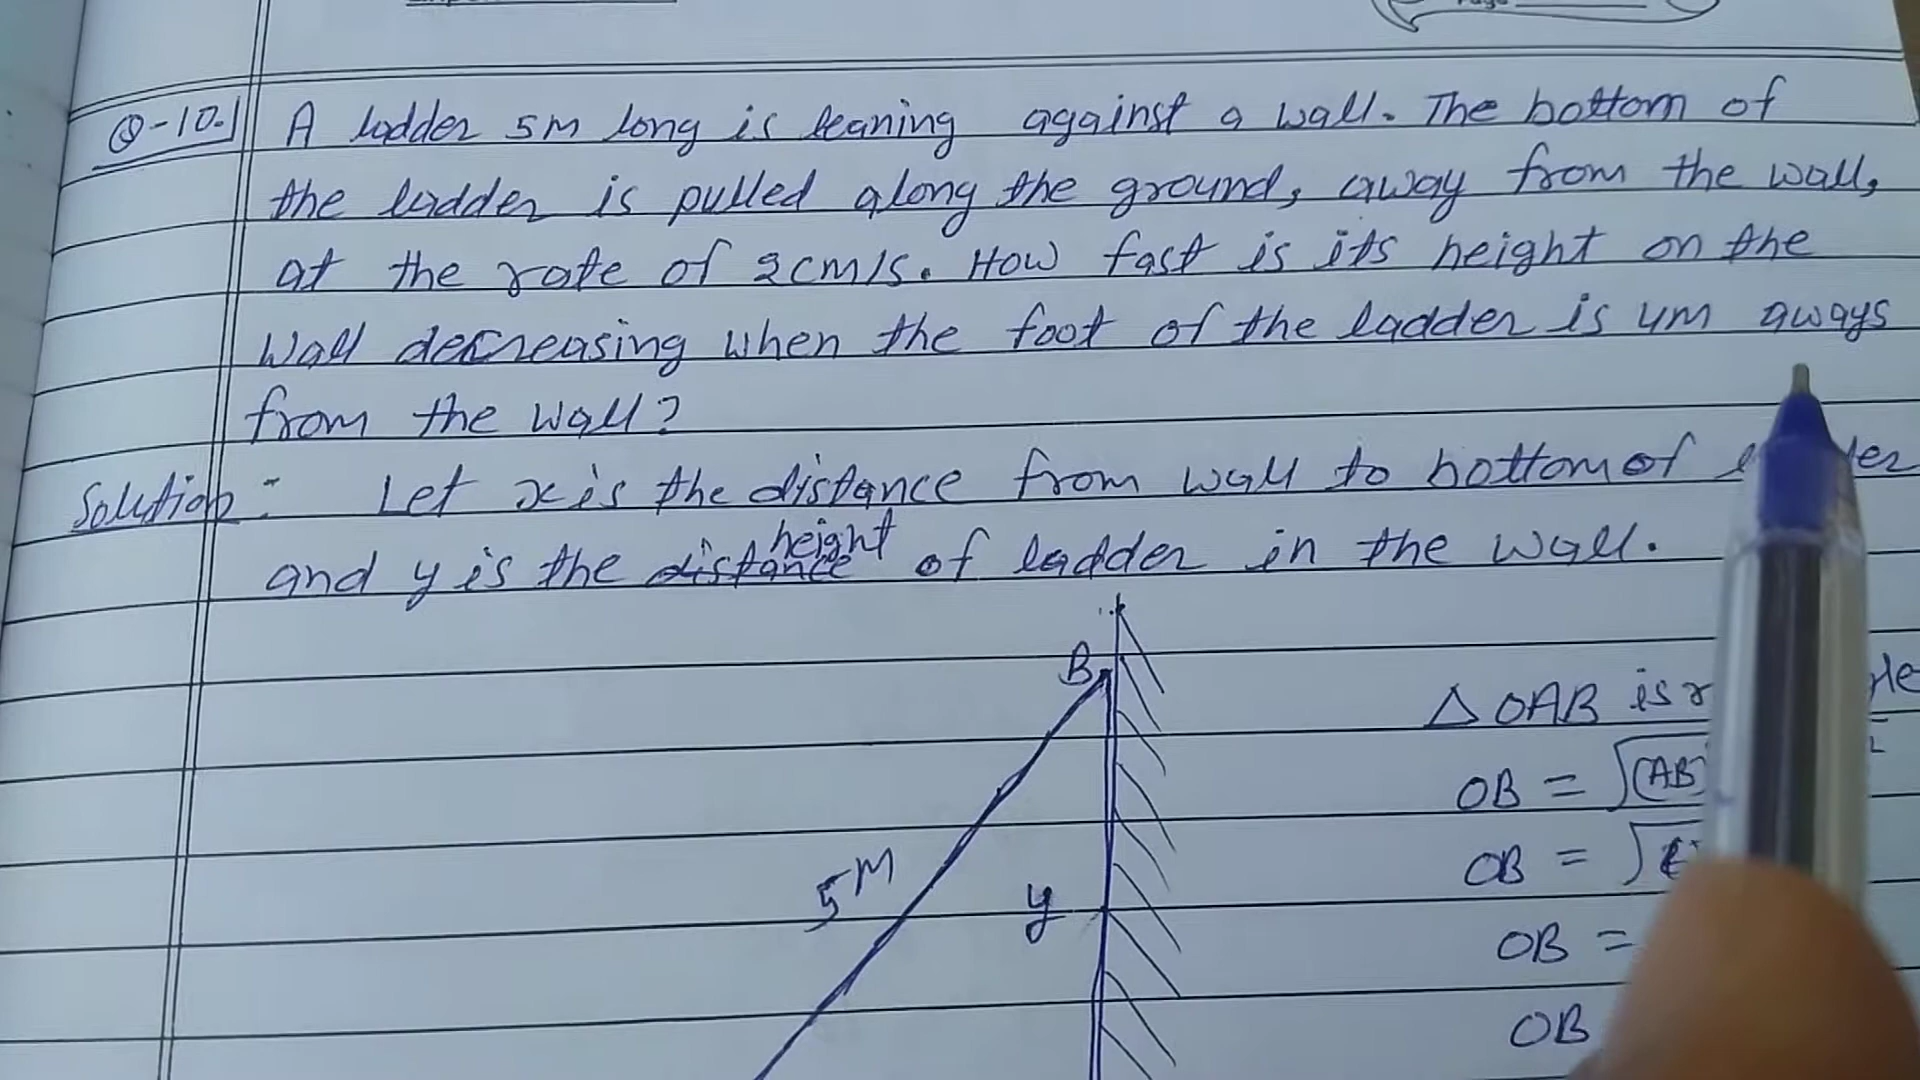 Page
Q-10.
A ladder 5M long is leaning against a wall. The bottom of
the ladder is pulled along the ground, away from the wall,
at the rate of 2cm/s. How fast is its height on the
wall decreasing when the foot of the ladder is 4M aways
from the wall?
Solution:- Let x is the distance from wall to bottom of
and y is the distance height of ladder in the wall.
B
△ OAB is
OB = √(AB)
OB = √
5M
y
OB =
OB